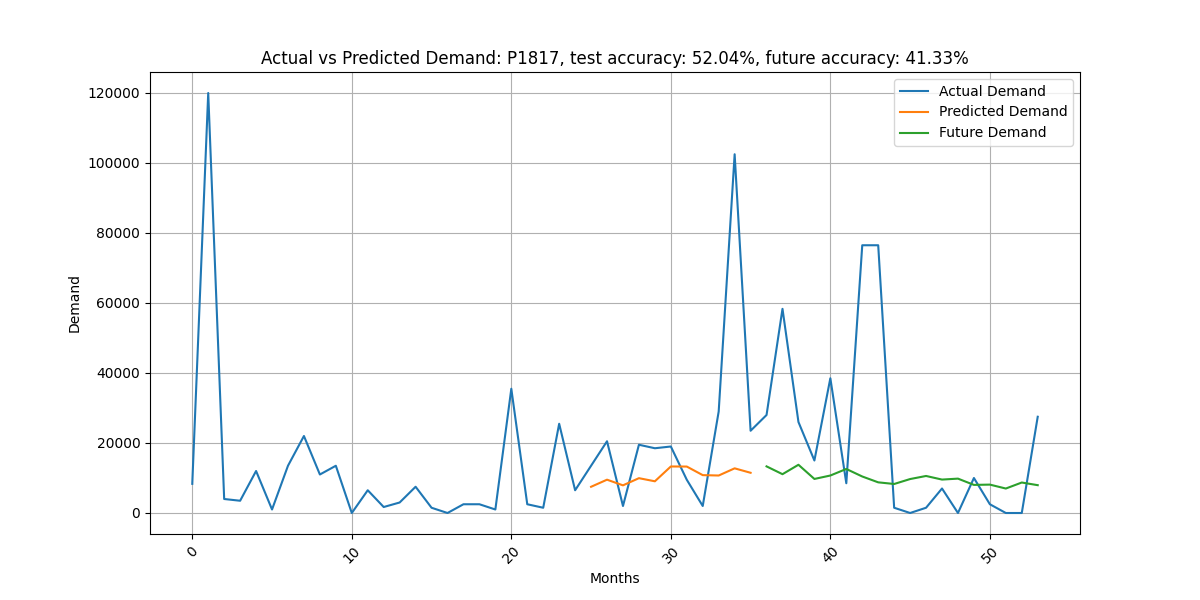 Actual vs Predicted Demand: P1817, test accuracy: 52.04%, future accuracy: 41.33%
Actual Demand
Predicted Demand
Future Demand
Demand
120000
100000
80000
60000
40000
20000
0
0
10
20
30
40
50
Months